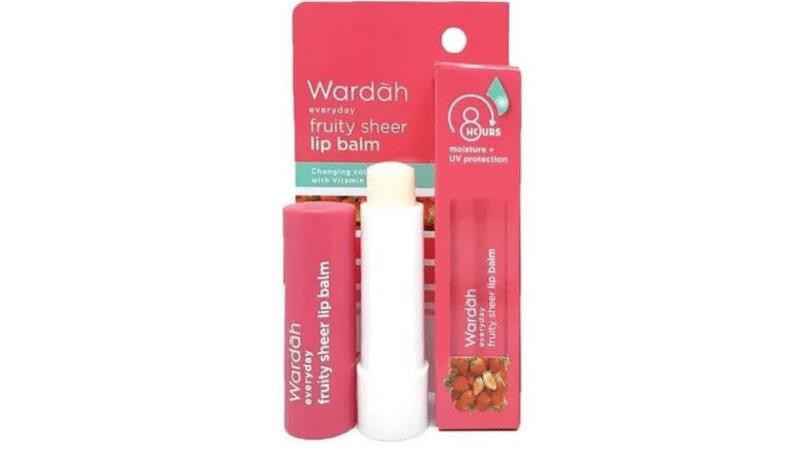 Wardah
everyday
fruity sheer
lip balm
Changing
with Vitamin
8
HOURS
moisture +
UV protection
Wardah
everyday
fruity sheer lip balm
Wardah
everyday
fruity sheer lip balm